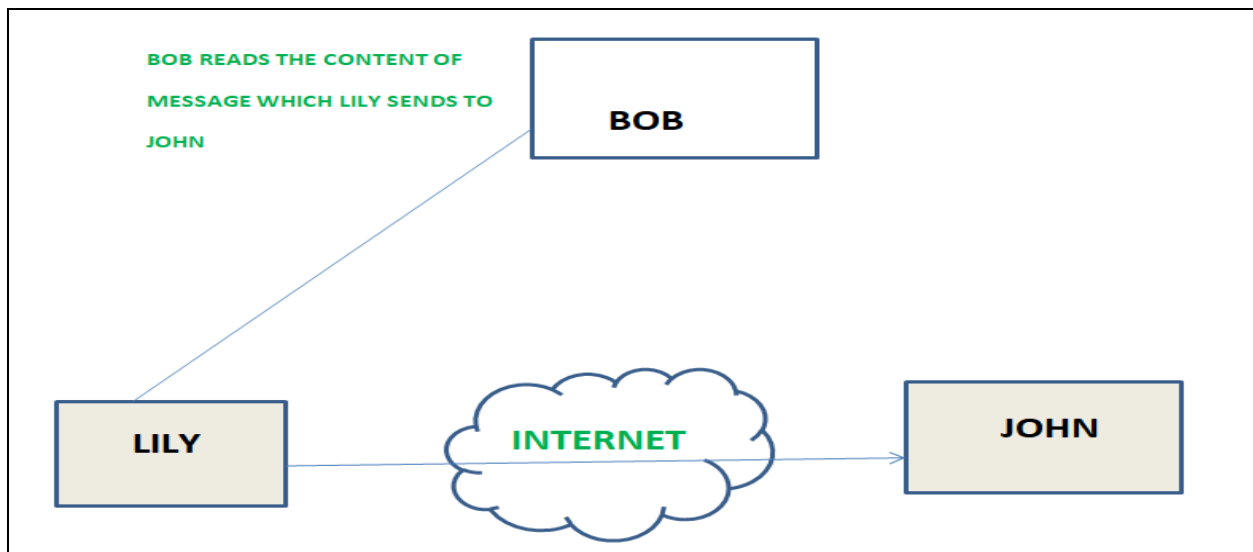 BOB READS THE CONTENT OF
MESSAGE WHICH LILY SENDS TO
JOHN
BOB
LILY
INTERNET
JOHN